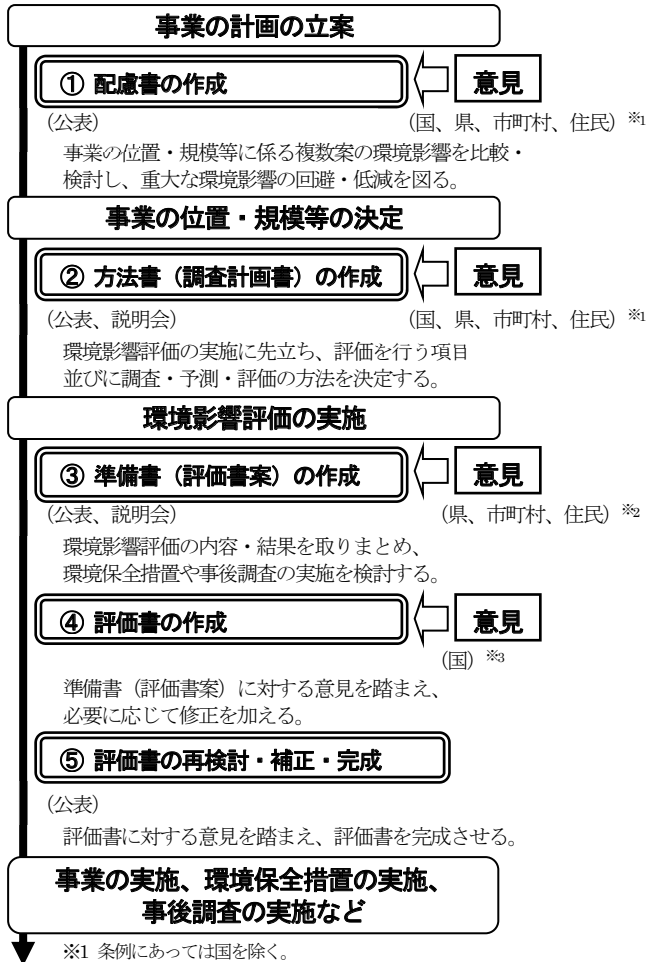 事業の計画の立案
① 配慮書の作成
意見
(公表)
(国、県、市町村、住民) ※1
事業の位置・規模等に係る複数案の環境影響を比較・
検討し、重大な環境影響の回避・低減を図る。
事業の位置・規模等の決定
② 方法書（調査計画書）の作成
意見
(公表、説明会)
(国、県、市町村、住民) ※1
環境影響評価の実施に先立ち、評価を行う項目
並びに調査・予測・評価の方法を決定する。
環境影響評価の実施
③ 準備書（評価書案）の作成
意見
(公表、説明会)
(県、市町村、住民) ※2
環境影響評価の内容・結果を取りまとめ、
環境保全措置や事後調査の実施を検討する。
④ 評価書の作成
意見
(国) ※3
準備書（評価書案）に対する意見を踏まえ、
必要に応じて修正を加える。
⑤ 評価書の再検討・補正・完成
(公表)
評価書に対する意見を踏まえ、評価書を完成させる。
事業の実施、環境保全措置の実施、
事後調査の実施など
※1 条例にあっては国を除く。